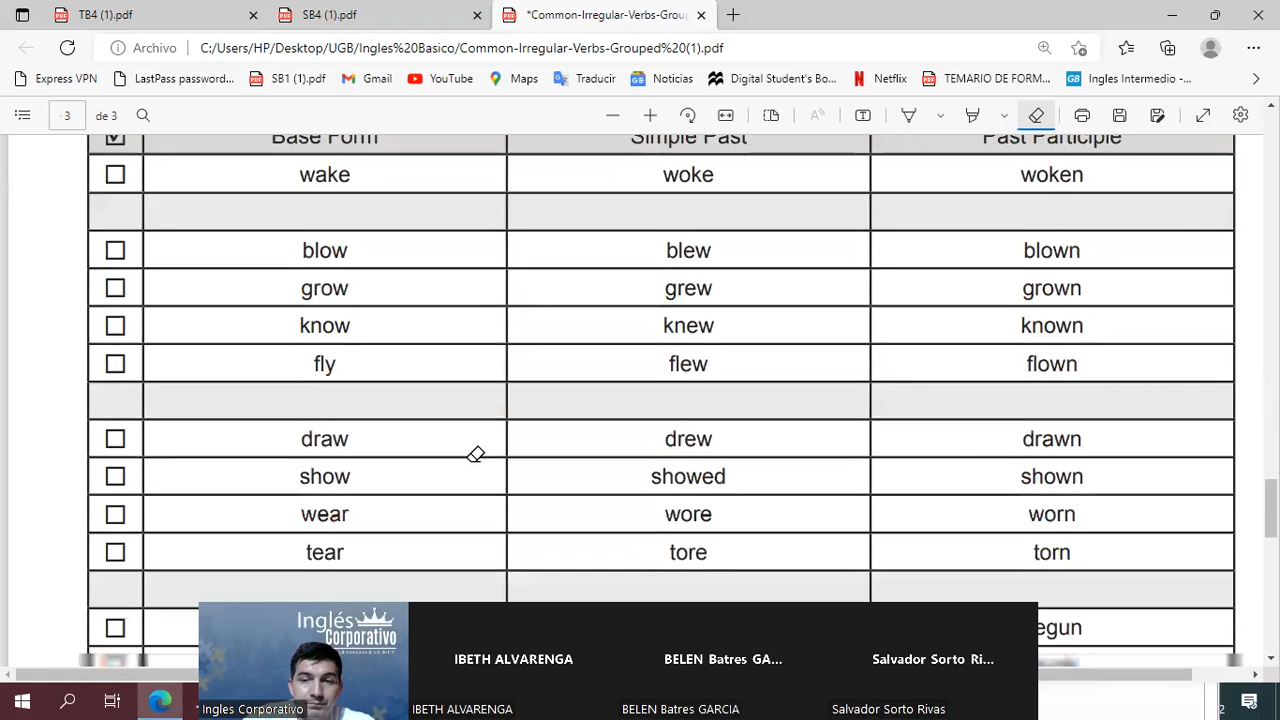 TB4 (1).pdf
SB4 (1).pdf
*Common-Irregular-Verbs-Grou
Archivo
C:/Users/HP/Desktop/UGB/Ingles%20Basico/Common-Irregular-Verbs-Grouped%20(1).pdf
Express VPN
LastPass password...
SB1 (1).pdf
Gmail
YouTube
Maps
Traducir
Noticias
Digital Student's Bo...
Netflix
TEMARIO DE FORM...
GB Ingles Intermedio -...
3 de 3
Base Form Simple Past Past Participle
wake woke woken
blow blew blown
grow grew grown
know knew known
fly flew flown
draw drew drawn
show showed shown
wear wore worn
tear tore torn
egun
Inglés
Corporativo
IBETH ALVARENGA
BELEN Batres GA...
Salvador Sorto Ri...
Ingles Corporativo
IBETH ALVARENGA
BELEN Batres GARCIA
Salvador Sorto Rivas
2